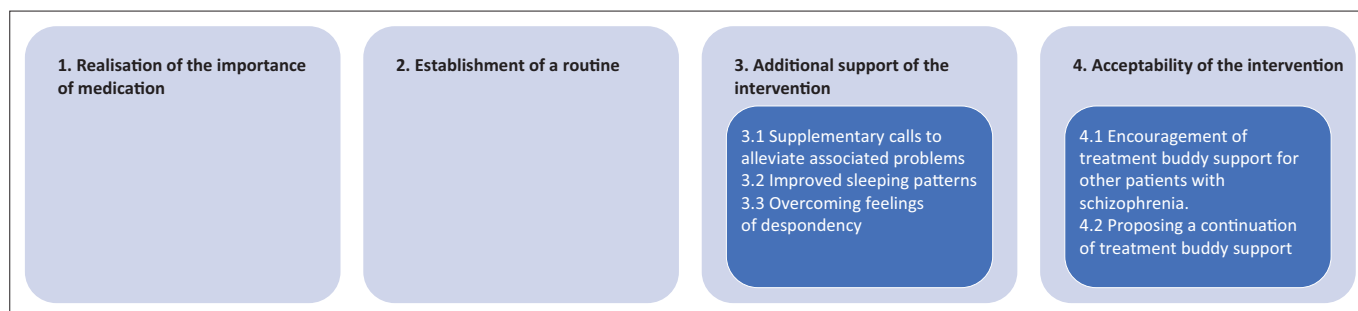 1. Realisation of the importance
of medication
2. Establishment of a routine
3. Additional support of the
intervention
3.1 Supplementary calls to
alleviate associated problems
3.2 Improved sleeping patterns
3.3 Overcoming feelings
of despondency
4. Acceptability of the intervention
4.1 Encouragement of
treatment buddy support for
other patients with
schizophrenia.
4.2 Proposing a continuation
of treatment buddy support